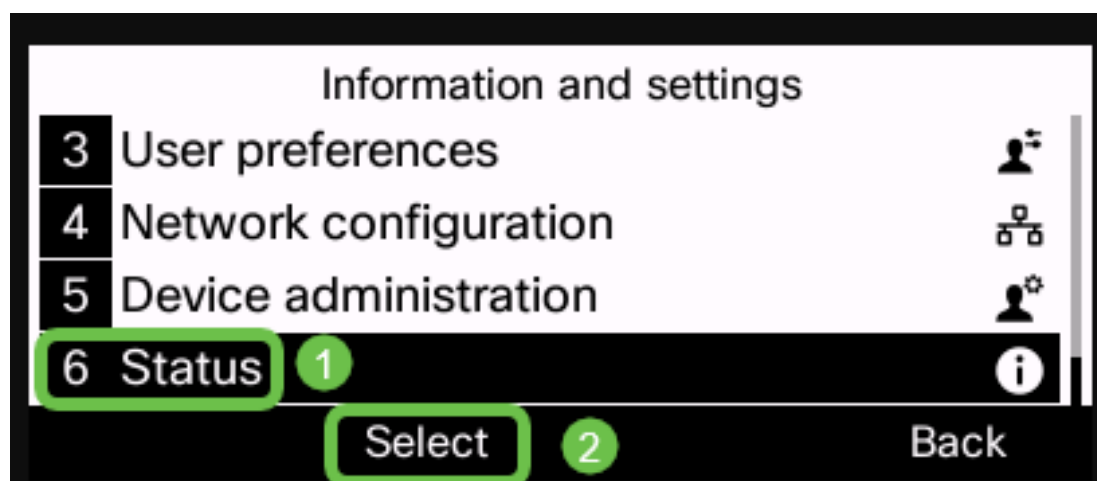 Information and settings
3 User preferences
4 Network configuration
5 Device administration
6 Status 1
Select 2 Back